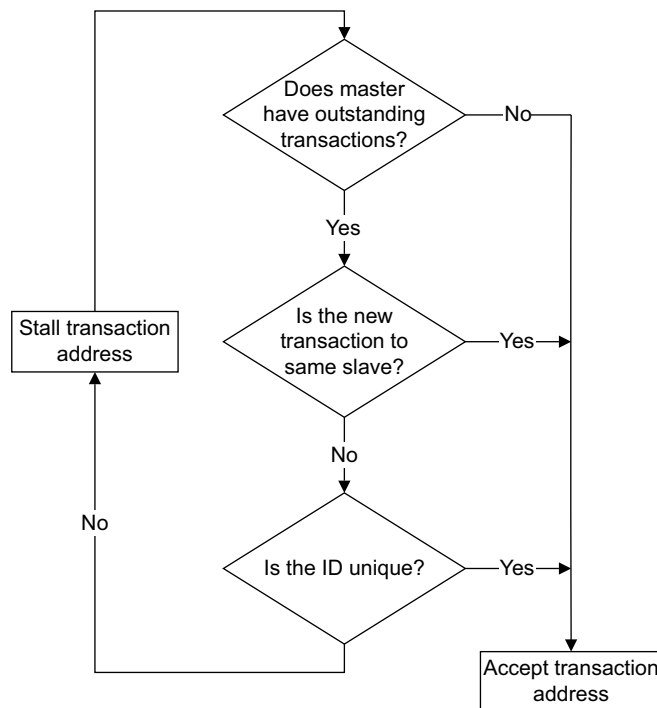 Does master
have outstanding
transactions?
No
Yes
Stall transaction
address
Is the new
transaction to
same slave?
Yes
No
No
Is the ID unique?
Yes
Accept transaction
address